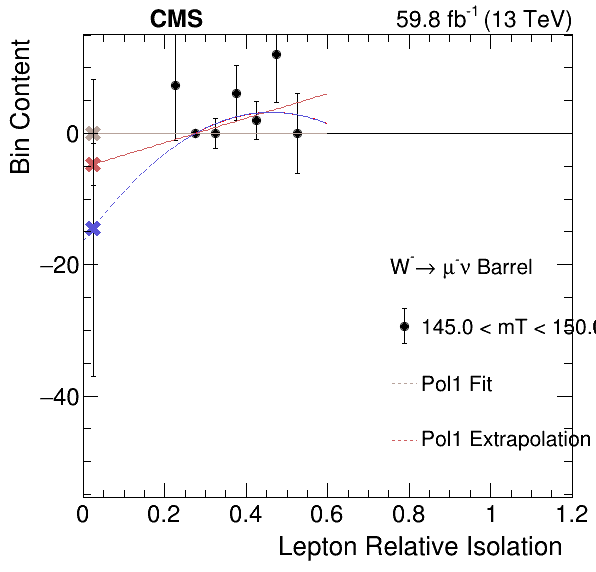 CMS 59.8 fb⁻¹ (13 TeV)
Bin Content
0
−20
−40
W⁻→ μ⁻ν Barrel
145.0 < mT < 150.0
Pol1 Fit
Pol1 Extrapolation
0 0.2 0.4 0.6 0.8 1 1.2
Lepton Relative Isolation